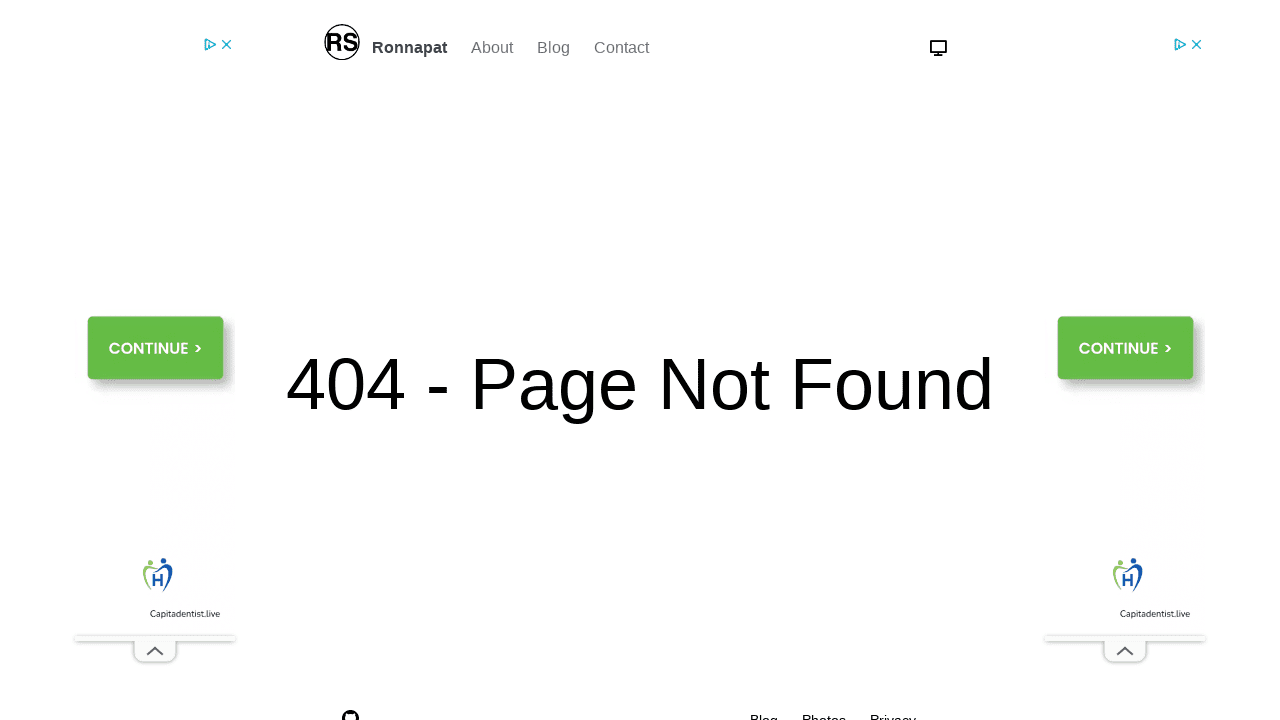 RS Ronnapat About Blog Contact
CONTINUE >
CONTINUE >
404 - Page Not Found
H
Capitadentist.live
H
Capitadentist.live
Blog Photos Privacy